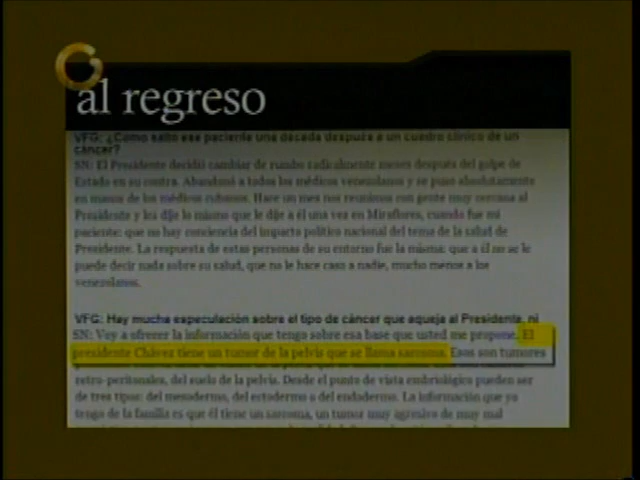 al regreso
VFG: ¿Cómo salto ese paciente una década después a un cuadro clínico de un
cáncer?
SN: El Presidente decidió cambiar de rumbo radicalmente meses después del golpe de
Estado en su contra. Abandonó a todos los médicos venezolanos y se puso absolutamente
en manos de los médicos cubanos. Hace un mes nos reunimos con gente muy cercana al
Presidente y les dije lo mismo que le dije a él una vez en Miraflores, cuando fue mi
paciente: que no hay conciencia del impacto político nacional del tema de la salud de
Presidente. La respuesta de estas personas de su entorno fue la misma: que a él no se le
puede decir nada sobre su salud, que no le hace caso a nadie, mucho menos a los
venezolanos.
VFG: Hay mucha especulación sobre el tipo de cáncer que aqueja al Presidente, ni
SN: Voy a ofrecer la información que tengo sobre esa base que usted me propone. El
presidente Chávez tiene un tumor de la pelvis que se llama sarcoma. Esos son tumores
retro-peritonales, del suelo de la pelvis. Desde el punto de vista embriológico pueden ser
de tres tipos: del mesodermo, del ectodermo o del endadermo. La información que yo
tengo de la familia es que él tiene un sarcoma, un tumor muy agresivo de muy mal